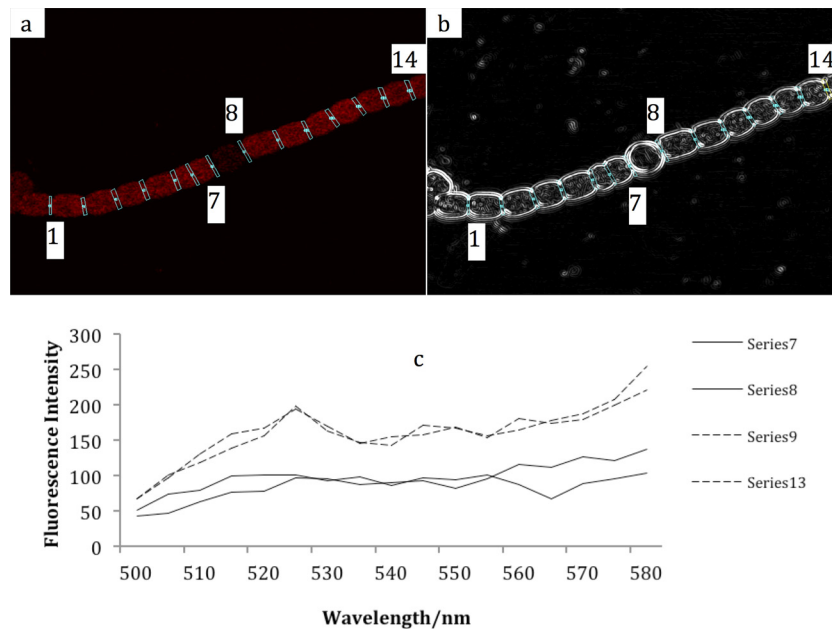 a
b
14
14
8
8
7
7
1
1
c
300
250
200
150
100
50
0
Fluorescence Intensity
500 510 520 530 540 550 560 570 580
Wavelength/nm
Series7
Series8
Series9
Series13